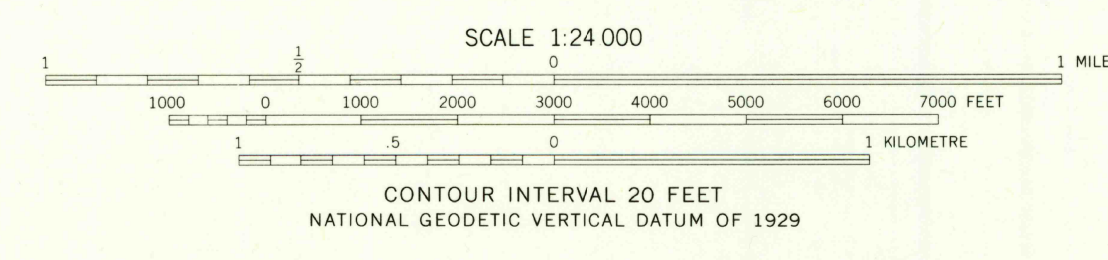 SCALE 1:24 000
1 1/2 0 1 MILE
1000 0 1000 2000 3000 4000 5000 6000 7000 FEET
1 .5 0 1 KILOMETRE
CONTOUR INTERVAL 20 FEET
NATIONAL GEODETIC VERTICAL DATUM OF 1929